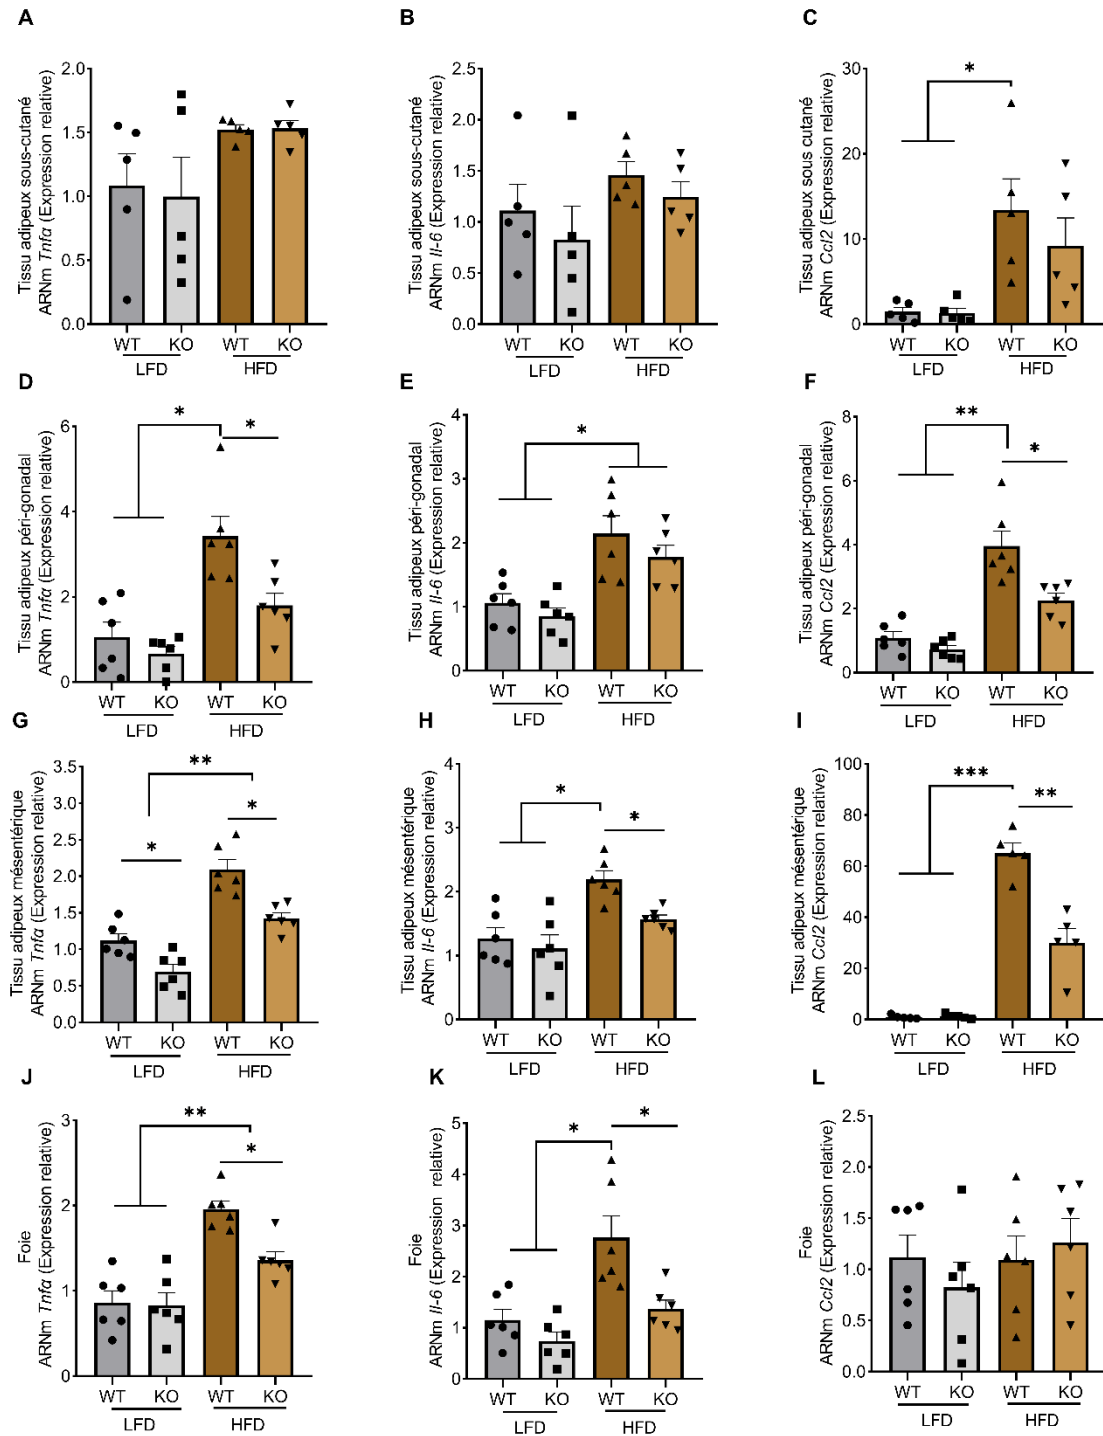 A
B
C
Tissu adipeux sous-cutané
ARNm Tnfα (Expression relative)
2.0
1.5
1.0
0.5
0.0
WT KO WT KO
LFD HFD
Tissu adipeux sous-cutané
ARNm Il-6 (Expression relative)
2.5
2.0
1.5
1.0
0.5
0.0
WT KO WT KO
LFD HFD
Tissu adipeux sous cutané
ARNm Ccl2 (Expression relative)
30
20
10
0
*
WT KO WT KO
LFD HFD
D
E
F
Tissu adipeux péri-gonadal
ARNm Tnfα (Expression relative)
6
4
2
0
* *
WT KO WT KO
LFD HFD
Tissu adipeux péri-gonadal
ARNm Il-6 (Expression relative)
4
3
2
1
0
*
WT KO WT KO
LFD HFD
Tissu adipeux péri-gonadal
ARNm Ccl2 (Expression relative)
8
6
4
2
0
** *
WT KO WT KO
LFD HFD
G
H
I
Tissu adipeux mésentérique
ARNm Tnfα (Expression relative)
3.5
3.0
2.5
2.0
1.5
1.0
0.5
0.0
**
*
*
WT KO WT KO
LFD HFD
Tissu adipeux mésentérique
ARNm Il-6 (Expression relative)
4
3
2
1
0
*
*
WT KO WT KO
LFD HFD
Tissu adipeux mésentérique
ARNm Ccl2 (Expression relative)
100
80
60
40
20
0
***
**
WT KO WT KO
LFD HFD
J
K
L
Foie
ARNm Tnfα (Expression relative)
3
2
1
0
**
*
WT KO WT KO
LFD HFD
Foie
ARNm Il-6 (Expression relative)
5
4
3
2
1
0
* *
WT KO WT KO
LFD HFD
Foie
ARNm Ccl2 (Expression relative)
2.5
2.0
1.5
1.0
0.5
0.0
WT KO WT KO
LFD HFD